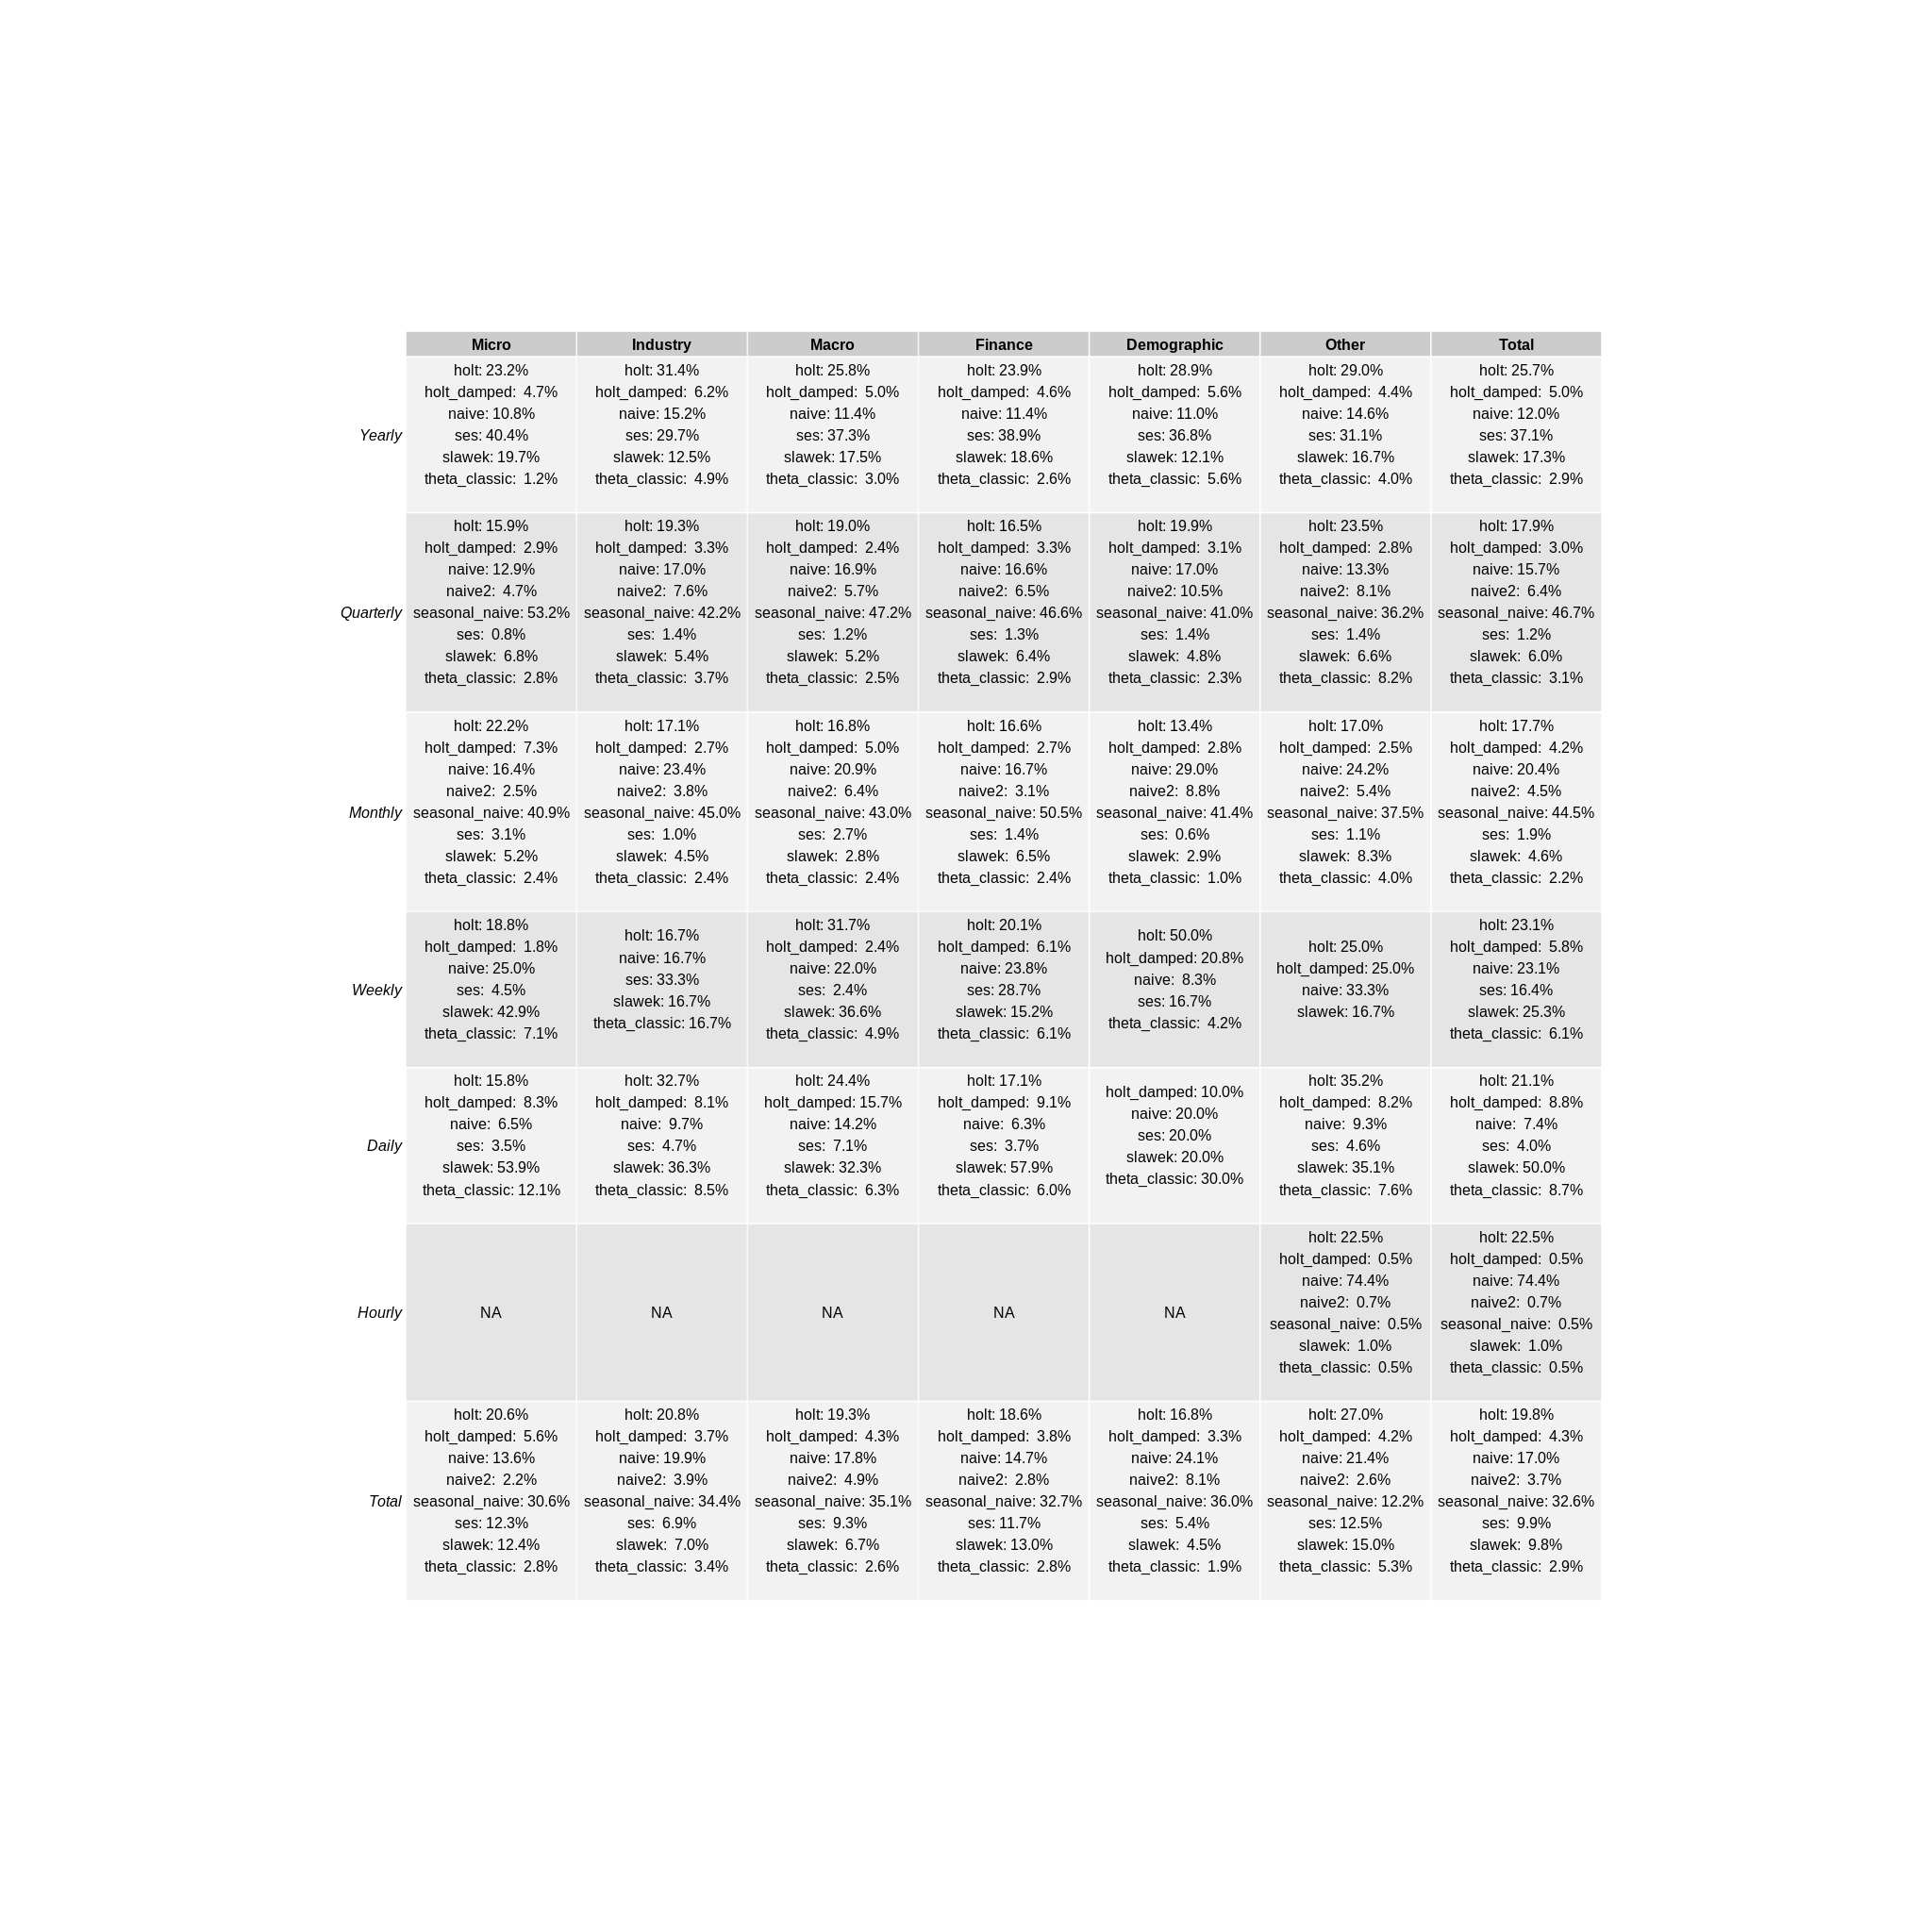 Micro Industry Macro Finance Demographic Other Total
holt: 23.2% holt: 31.4% holt: 25.8% holt: 23.9% holt: 28.9% holt: 29.0% holt: 25.7%
holt_damped: 4.7% holt_damped: 6.2% holt_damped: 5.0% holt_damped: 4.6% holt_damped: 5.6% holt_damped: 4.4% holt_damped: 5.0%
naive: 10.8% naive: 15.2% naive: 11.4% naive: 11.4% naive: 11.0% naive: 14.6% naive: 12.0%
Yearly ses: 40.4% ses: 29.7% ses: 37.3% ses: 38.9% ses: 36.8% ses: 31.1% ses: 37.1%
slawek: 19.7% slawek: 12.5% slawek: 17.5% slawek: 18.6% slawek: 12.1% slawek: 16.7% slawek: 17.3%
theta_classic: 1.2% theta_classic: 4.9% theta_classic: 3.0% theta_classic: 2.6% theta_classic: 5.6% theta_classic: 4.0% theta_classic: 2.9%
holt: 15.9% holt: 19.3% holt: 19.0% holt: 16.5% holt: 19.9% holt: 23.5% holt: 17.9%
holt_damped: 2.9% holt_damped: 3.3% holt_damped: 2.4% holt_damped: 3.3% holt_damped: 3.1% holt_damped: 2.8% holt_damped: 3.0%
naive: 12.9% naive: 17.0% naive: 16.9% naive: 16.6% naive: 17.0% naive: 13.3% naive: 15.7%
naive2: 4.7% naive2: 7.6% naive2: 5.7% naive2: 6.5% naive2: 10.5% naive2: 8.1% naive2: 6.4%
Quarterly seasonal_naive: 53.2% seasonal_naive: 42.2% seasonal_naive: 47.2% seasonal_naive: 46.6% seasonal_naive: 41.0% seasonal_naive: 36.2% seasonal_naive: 46.7%
ses: 0.8% ses: 1.4% ses: 1.2% ses: 1.3% ses: 1.4% ses: 1.4% ses: 1.2%
slawek: 6.8% slawek: 5.4% slawek: 5.2% slawek: 6.4% slawek: 4.8% slawek: 6.6% slawek: 6.0%
theta_classic: 2.8% theta_classic: 3.7% theta_classic: 2.5% theta_classic: 2.9% theta_classic: 2.3% theta_classic: 8.2% theta_classic: 3.1%
holt: 22.2% holt: 17.1% holt: 16.8% holt: 16.6% holt: 13.4% holt: 17.0% holt: 17.7%
holt_damped: 7.3% holt_damped: 2.7% holt_damped: 5.0% holt_damped: 2.7% holt_damped: 2.8% holt_damped: 2.5% holt_damped: 4.2%
naive: 16.4% naive: 23.4% naive: 20.9% naive: 16.7% naive: 29.0% naive: 24.2% naive: 20.4%
naive2: 2.5% naive2: 3.8% naive2: 6.4% naive2: 3.1% naive2: 8.8% naive2: 5.4% naive2: 4.5%
Monthly seasonal_naive: 40.9% seasonal_naive: 45.0% seasonal_naive: 43.0% seasonal_naive: 50.5% seasonal_naive: 41.4% seasonal_naive: 37.5% seasonal_naive: 44.5%
ses: 3.1% ses: 1.0% ses: 2.7% ses: 1.4% ses: 0.6% ses: 1.1% ses: 1.9%
slawek: 5.2% slawek: 4.5% slawek: 2.8% slawek: 6.5% slawek: 2.9% slawek: 8.3% slawek: 4.6%
theta_classic: 2.4% theta_classic: 2.4% theta_classic: 2.4% theta_classic: 2.4% theta_classic: 1.0% theta_classic: 4.0% theta_classic: 2.2%
holt: 18.8% holt: 16.7% holt: 31.7% holt: 20.1% holt: 50.0% holt: 25.0% holt: 23.1%
holt_damped: 1.8% naive: 16.7% holt_damped: 2.4% holt_damped: 6.1% holt_damped: 20.8% holt_damped: 25.0% holt_damped: 5.8%
naive: 25.0% ses: 33.3% naive: 22.0% naive: 23.8% naive: 8.3% naive: 33.3% naive: 23.1%
Weekly ses: 4.5% slawek: 16.7% ses: 2.4% ses: 28.7% ses: 16.7% slawek: 16.7% ses: 16.4%
slawek: 42.9% theta_classic: 16.7% slawek: 36.6% slawek: 15.2% theta_classic: 4.2% slawek: 25.3%
theta_classic: 7.1% theta_classic: 4.9% theta_classic: 6.1% theta_classic: 6.1%
holt: 15.8% holt: 32.7% holt: 24.4% holt: 17.1% holt_damped: 10.0% holt: 35.2% holt: 21.1%
holt_damped: 8.3% holt_damped: 8.1% holt_damped: 15.7% holt_damped: 9.1% naive: 20.0% holt_damped: 8.2% holt_damped: 8.8%
naive: 6.5% naive: 9.7% naive: 14.2% naive: 6.3% ses: 20.0% naive: 9.3% naive: 7.4%
Daily ses: 3.5% ses: 4.7% ses: 7.1% ses: 3.7% slawek: 20.0% ses: 4.6% ses: 4.0%
slawek: 53.9% slawek: 36.3% slawek: 32.3% slawek: 57.9% theta_classic: 30.0% slawek: 35.1% slawek: 50.0%
theta_classic: 12.1% theta_classic: 8.5% theta_classic: 6.3% theta_classic: 6.0% theta_classic: 7.6% theta_classic: 8.7%
holt: 22.5% holt: 22.5%
holt_damped: 0.5% holt_damped: 0.5%
naive: 74.4% naive: 74.4%
naive2: 0.7% naive2: 0.7%
Hourly NA NA NA NA NA seasonal_naive: 0.5% seasonal_naive: 0.5%
slawek: 1.0% slawek: 1.0%
theta_classic: 0.5% theta_classic: 0.5%
holt: 20.6% holt: 20.8% holt: 19.3% holt: 18.6% holt: 16.8% holt: 27.0% holt: 19.8%
holt_damped: 5.6% holt_damped: 3.7% holt_damped: 4.3% holt_damped: 3.8% holt_damped: 3.3% holt_damped: 4.2% holt_damped: 4.3%
naive: 13.6% naive: 19.9% naive: 17.8% naive: 14.7% naive: 24.1% naive: 21.4% naive: 17.0%
naive2: 2.2% naive2: 3.9% naive2: 4.9% naive2: 2.8% naive2: 8.1% naive2: 2.6% naive2: 3.7%
Total seasonal_naive: 30.6% seasonal_naive: 34.4% seasonal_naive: 35.1% seasonal_naive: 32.7% seasonal_naive: 36.0% seasonal_naive: 12.2% seasonal_naive: 32.6%
ses: 12.3% ses: 6.9% ses: 9.3% ses: 11.7% ses: 5.4% ses: 12.5% ses: 9.9%
slawek: 12.4% slawek: 7.0% slawek: 6.7% slawek: 13.0% slawek: 4.5% slawek: 15.0% slawek: 9.8%
theta_classic: 2.8% theta_classic: 3.4% theta_classic: 2.6% theta_classic: 2.8% theta_classic: 1.9% theta_classic: 5.3% theta_classic: 2.9%